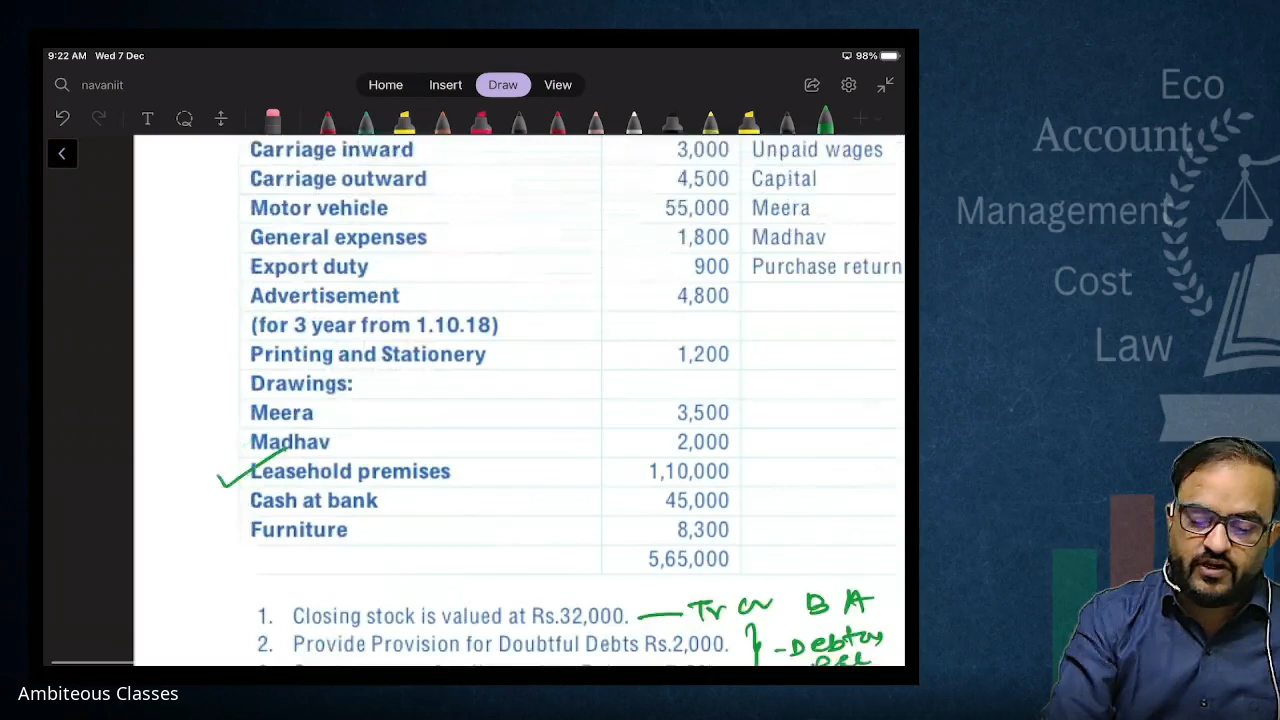 9:22 AM Wed 7 Dec
98%
navaniit
Home Insert Draw View
Carriage inward 3,000 Unpaid wages
Carriage outward 4,500 Capital
Motor vehicle 55,000 Meera
General expenses 1,800 Madhav
Export duty 900 Purchase return
Advertisement 4,800
(for 3 year from 1.10.18)
Printing and Stationery 1,200
Drawings:
Meera 3,500
Madhav 2,000
Leasehold premises 1,10,000
Cash at bank 45,000
Furniture 8,300
5,65,000
1. Closing stock is valued at Rs.32,000. Tr Cr B A
2. Provide Provision for Doubtful Debts Rs.2,000. - Debtors
Eco
Account
Management
Cost
Law
Ambiteous Classes